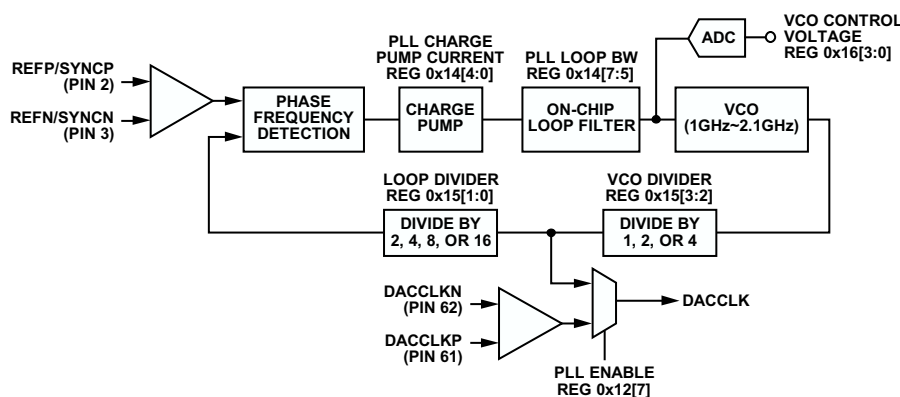 VCO CONTROL
VOLTAGE
REG 0x16[3:0]
ADC
PLL CHARGE
PUMP CURRENT
REG 0x14[4:0]
PLL LOOP BW
REG 0x14[7:5]
REFP/SYNCP
(PIN 2)
REFN/SYNCN
(PIN 3)
PHASE
FREQUENCY
DETECTION
CHARGE
PUMP
ON-CHIP
LOOP FILTER
VCO
(1GHz~2.1GHz)
LOOP DIVIDER
REG 0x15[1:0]
VCO DIVIDER
REG 0x15[3:2]
DIVIDE BY
2, 4, 8, OR 16
DIVIDE BY
1, 2, OR 4
DACCLKN
(PIN 62)
DACCLKP
(PIN 61)
DACCLK
PLL ENABLE
REG 0x12[7]